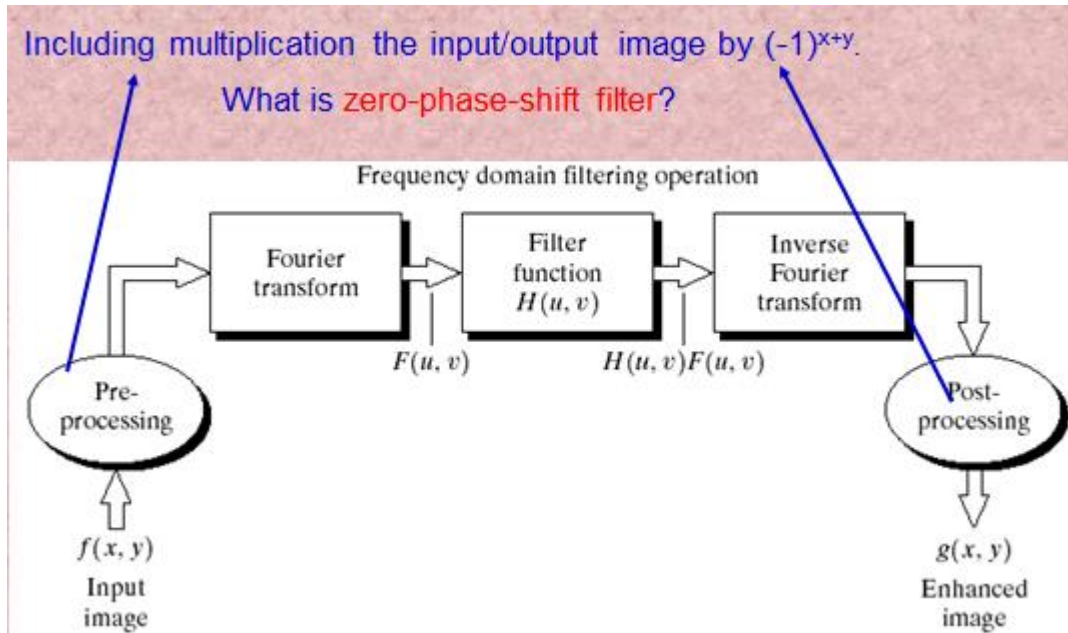 Including multiplication the input/output image by (-1)^x+y.
What is zero-phase-shift filter?
Frequency domain filtering operation
Fourier
transform
Filter
function
H(u, v)
Inverse
Fourier
transform
F(u, v)
H(u, v)F(u, v)
Pre-
processing
Post-
processing
f(x, y)
Input
image
g(x, y)
Enhanced
image